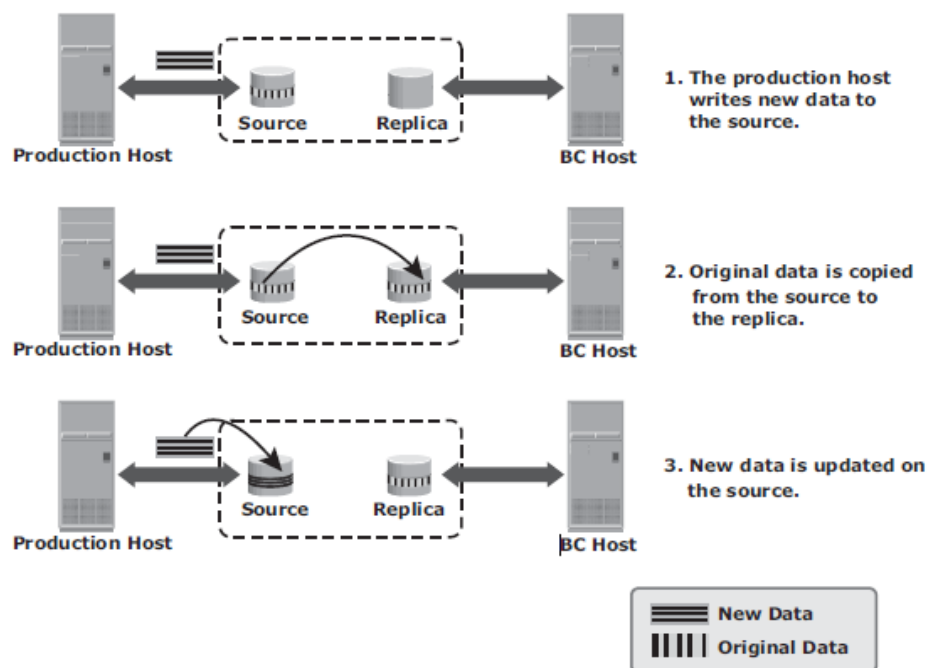 1. The production host
writes new data to
the source.
Source
Replica
Production Host
BC Host
2. Original data is copied
from the source to
the replica.
Source
Replica
Production Host
BC Host
3. New data is updated on
the source.
Source
Replica
Production Host
BC Host
New Data
Original Data